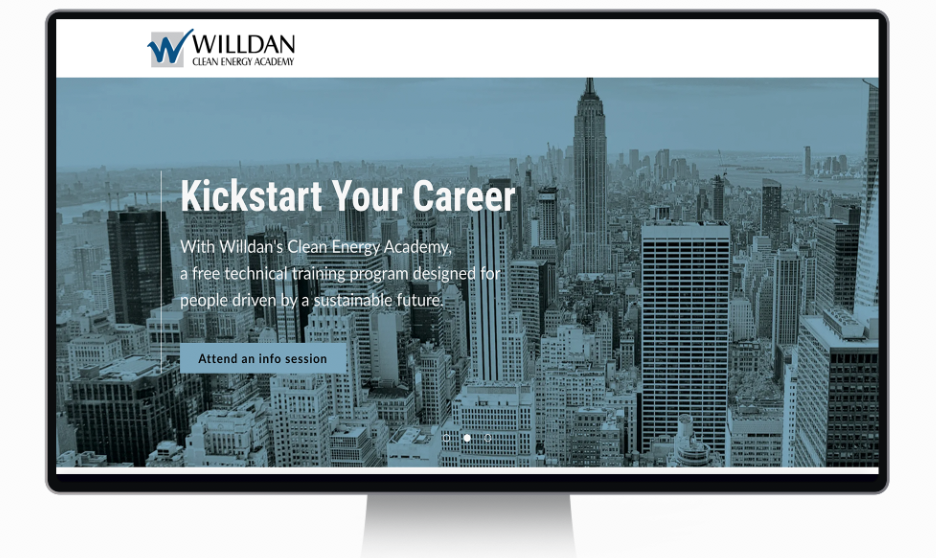 WILLDAN
CLEAN ENERGY ACADEMY
Kickstart Your Career
With Willdan's Clean Energy Academy,
a free technical training program designed for
people driven by a sustainable future.
Attend an info session